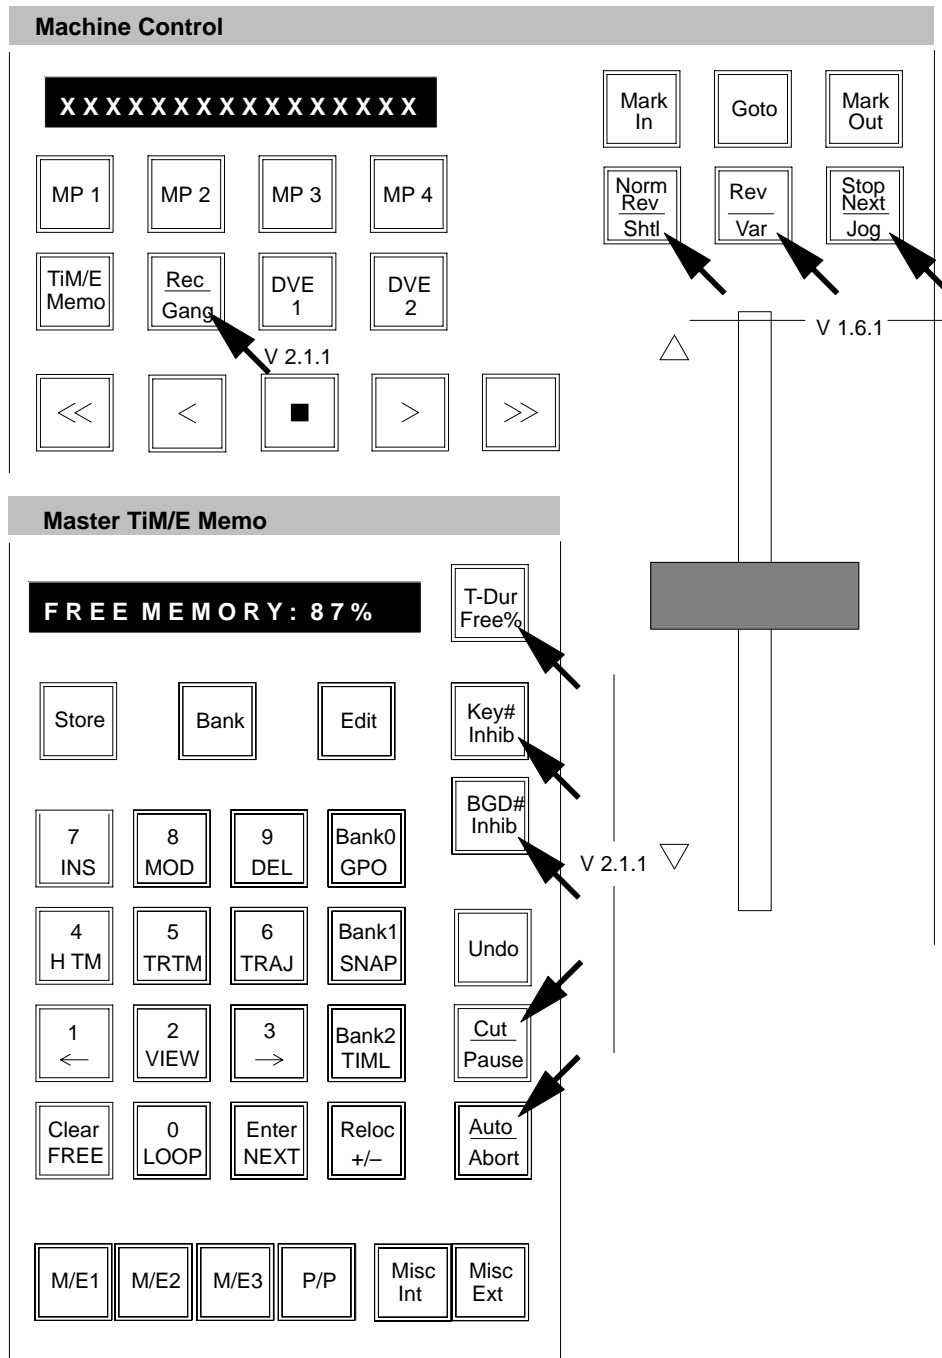 Machine Control
X X X X X X X X X X X X X X X X
Mark
In
Goto
Mark
Out
MP 1
MP 2
MP 3
MP 4
Norm
Rev
Shtl
Rev
Var
Stop
Next
Jog
TiM/E
Memo
Rec
Gang
DVE
1
DVE
2
V 2.1.1
V 1.6.1
<<
<
■
>
>>
Master TiM/E Memo
FREE MEMORY: 87%
T-Dur
Free%
Store
Bank
Edit
Key#
Inhib
BGD#
Inhib
7
INS
8
MOD
9
DEL
Bank0
GPO
V 2.1.1
4
H TM
5
TRTM
6
TRAJ
Bank1
SNAP
Undo
1
←
2
VIEW
3
→
Bank2
TIML
Cut
Pause
Clear
FREE
0
LOOP
Enter
NEXT
Reloc
+/–
Auto
Abort
M/E1
M/E2
M/E3
P/P
Misc
Int
Misc
Ext